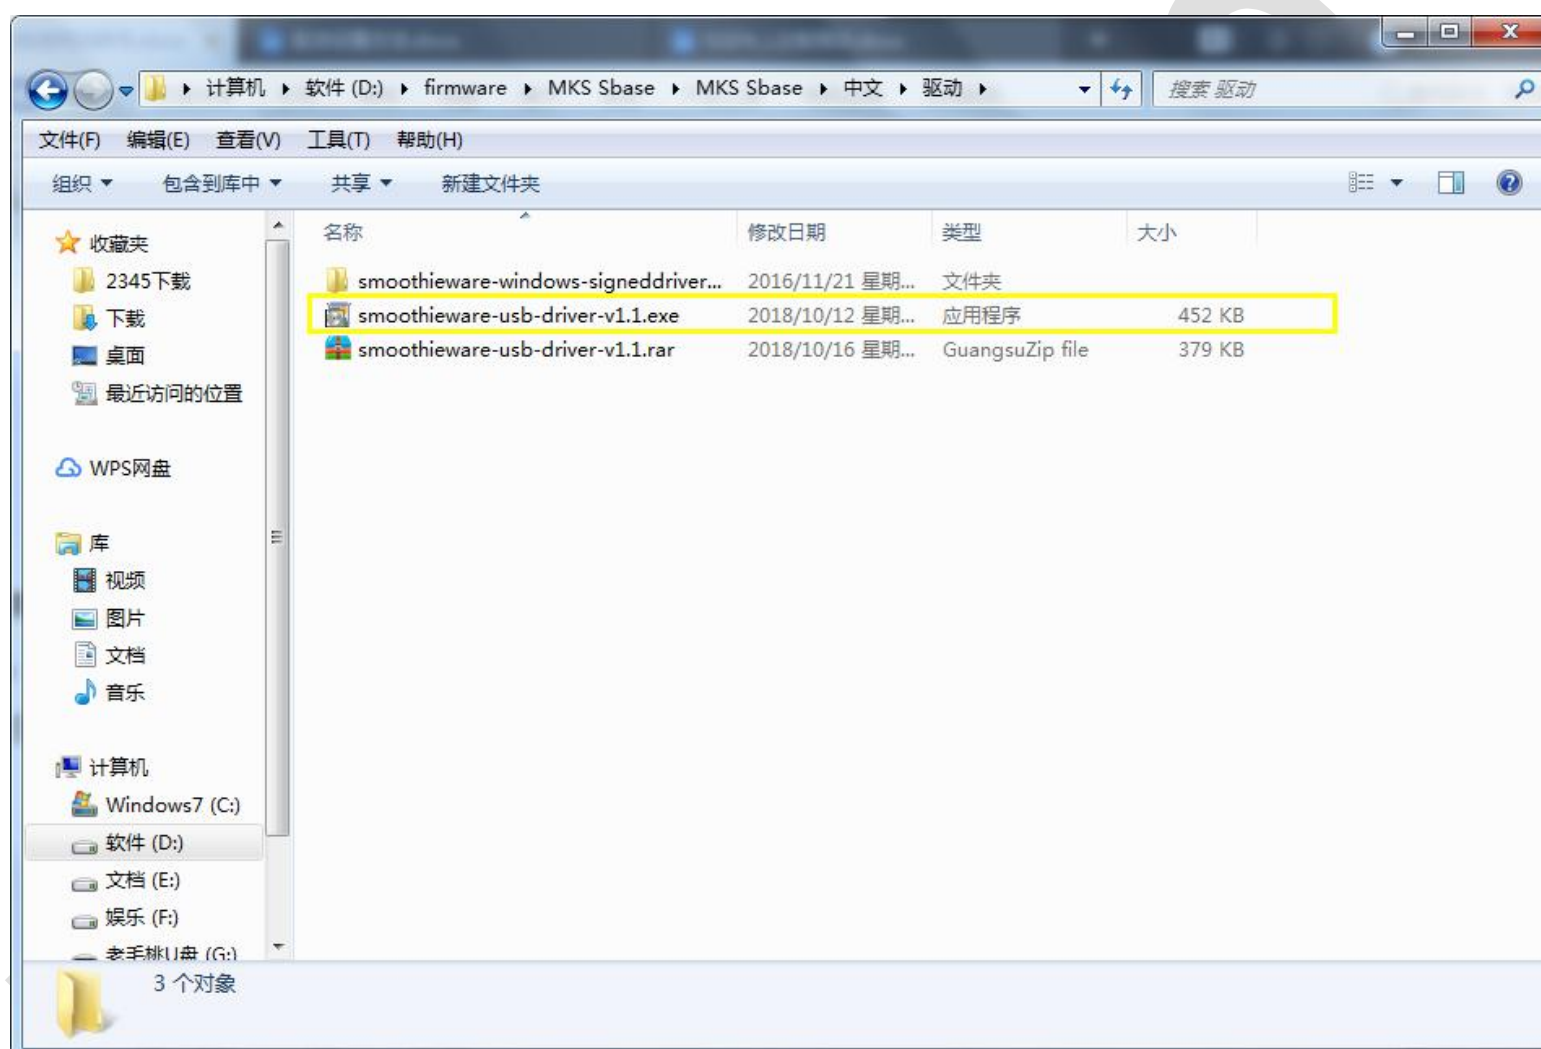 计算机 软件 (D:) firmware MKS Sbase MKS Sbase 中文 驱动 搜索 驱动
文件(F) 编辑(E) 查看(V) 工具(T) 帮助(H)
组织 包含到库中 共享 新建文件夹
收藏夹
2345下载
下载
桌面
最近访问的位置
WPS网盘
库
视频
图片
文档
音乐
计算机
Windows7 (C:)
软件 (D:)
文档 (E:)
娱乐 (F:)
老毛桃U盘 (G:)
名称 修改日期 类型 大小
smoothieware-windows-signeddriver... 2016/11/21 星期... 文件夹
smoothieware-usb-driver-v1.1.exe 2018/10/12 星期... 应用程序 452 KB
smoothieware-usb-driver-v1.1.rar 2018/10/16 星期... GuangsuZip file 379 KB
3 个对象